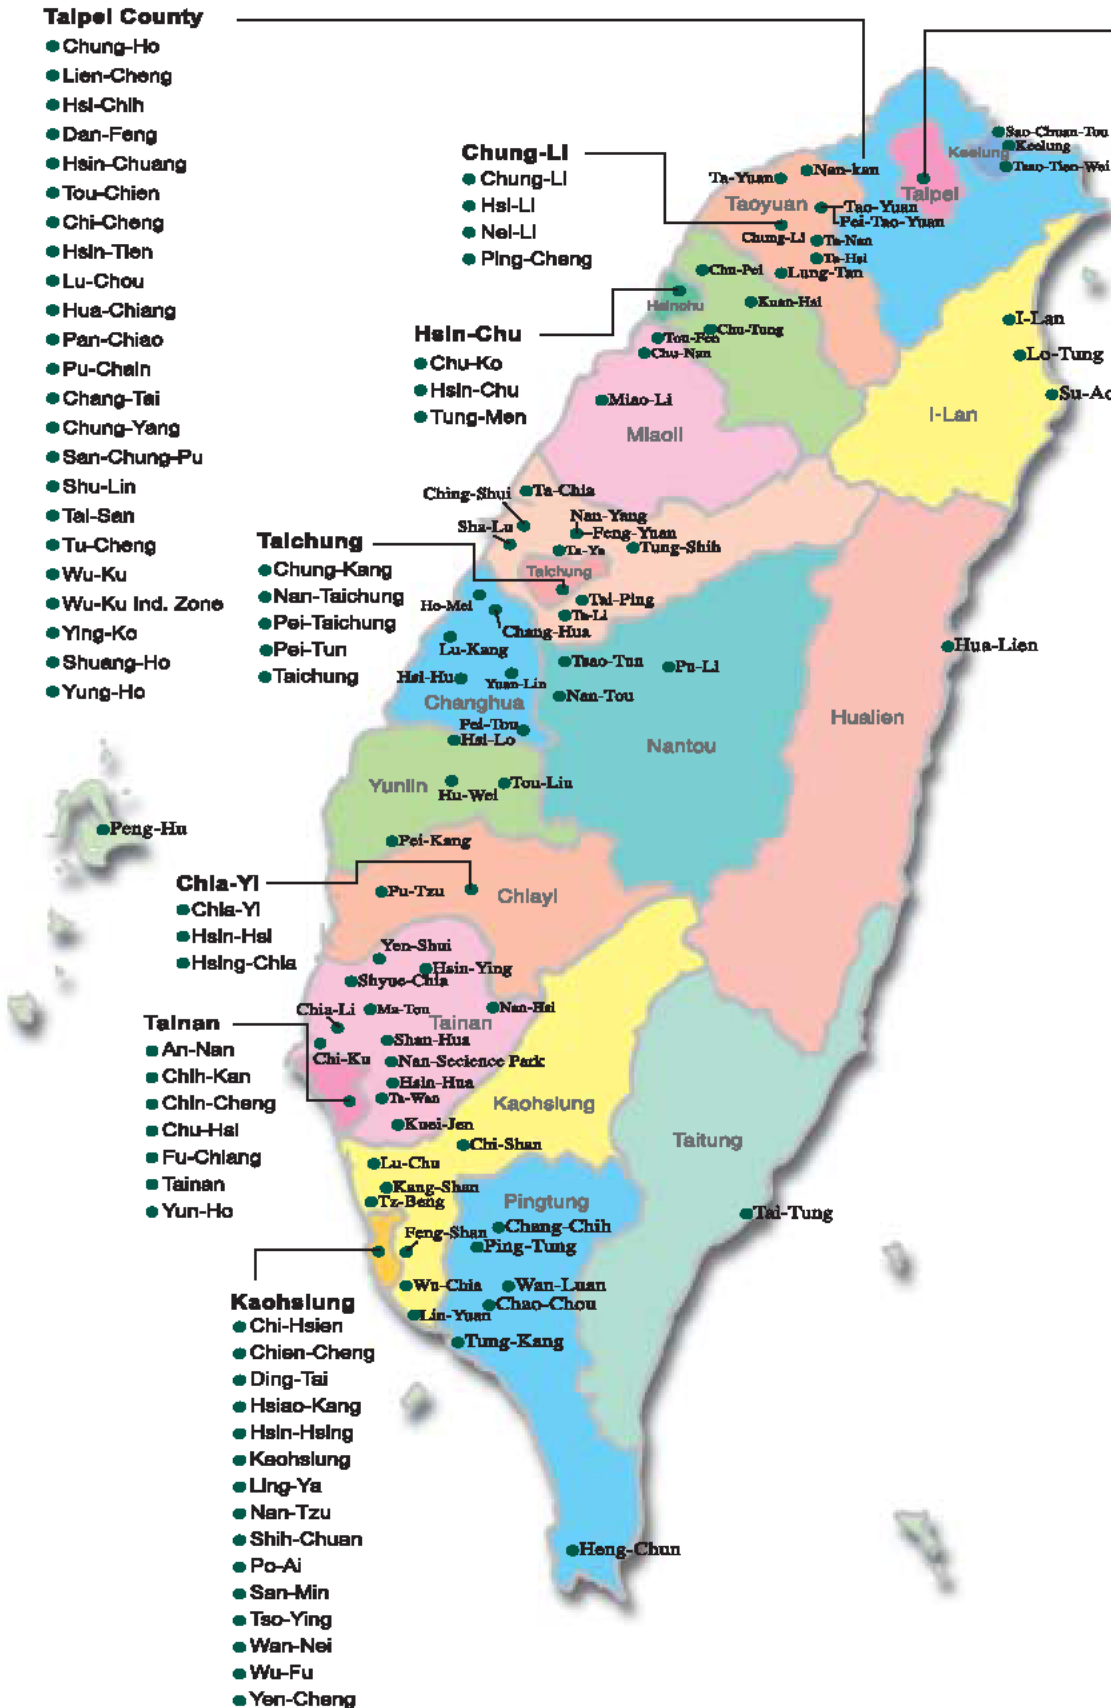 Taipei County
Chung-Ho
Lien-Cheng
Hsi-Chih
Dan-Feng
Hsin-Chuang
Tou-Chien
Chi-Cheng
Hsin-Tien
Lu-Chou
Hua-Chiang
Pan-Chiao
Pu-Chain
Chang-Tai
Chung-Yang
San-Chung-Pu
Shu-Lin
Tai-San
Tu-Cheng
Wu-Ku
Wu-Ku Ind. Zone
Ying-Ko
Shuang-Ho
Yung-Ho
Chung-Li
Chung-Li
Hsi-Li
Nei-Li
Ping-Cheng
Hsin-Chu
Chu-Ko
Hsin-Chu
Tung-Men
Taichung
Chung-Kang
Nan-Taichung
Pei-Taichung
Pei-Tun
Taichung
Chia-Yi
Chia-Yi
Hsin-Hsi
Hsing-Chia
Tainan
An-Nan
Chih-Kan
Chin-Cheng
Chu-Hai
Fu-Chiang
Tainan
Yun-Ho
Kaohsiung
Chi-Hsien
Chien-Cheng
Ding-Tai
Hsiao-Kang
Hsin-Hsing
Kaohsiung
Ling-Ya
Nan-Tzu
Shih-Chuan
Po-Ai
San-Min
Tso-Ying
Wan-Nei
Wu-Fu
Yen-Cheng
Sao-Chuan-Tou
Keelung
Keelung
Tsao-Tien-Wei
Taipei
Nan-kan
Ta-Yuan
Taoyuan
Tao-Yuan
Pei-Tao-Yuan
Chung-Li
Ta-Nan
Ta-Hsi
Lung-Tan
Chu-Pei
Hsinchu
Kuan-Hsi
Chu-Tung
Tou-Fen
Chu-Nan
Miao-Li
Miaoli
I-Lan
Lo-Tung
Su-Ao
I-Lan
Ta-Chia
Ching-Shui
Sha-Lu
Nan-Yang
Feng-Yuan
Ta-Ya
Tung-Shih
Taichung
Tai-Ping
Ta-Li
Ho-Mei
Chang-Hua
Lu-Kang
Hsi-Hu
Yuan-Lin
Changhua
Pei-Tou
Tsao-Tun
Pu-Li
Nan-Tou
Nantou
Hua-Lien
Hualien
Hsi-Lo
Yunlin
Hu-Wei
Tou-Liu
Pei-Kang
Peng-Hu
Pu-Tzu
Chiayi
Yen-Shui
Hsin-Ying
Shyue-Chia
Ma-Tou
Nan-Hsi
Chia-Li
Tainan
Chi-Ku
Shan-Hua
Nan-Secience Park
Hsin-Hua
Ta-Wan
Kuei-Jen
Kaohsiung
Chi-Shan
Lu-Chu
Kang-Shan
Tz-Beng
Feng-Shan
Wu-Chia
Lin-Yuan
Taitung
Tai-Tung
Pingtung
Chang-Chih
Ping-Tung
Wan-Luan
Chao-Chou
Tung-Kang
Heng-Chun